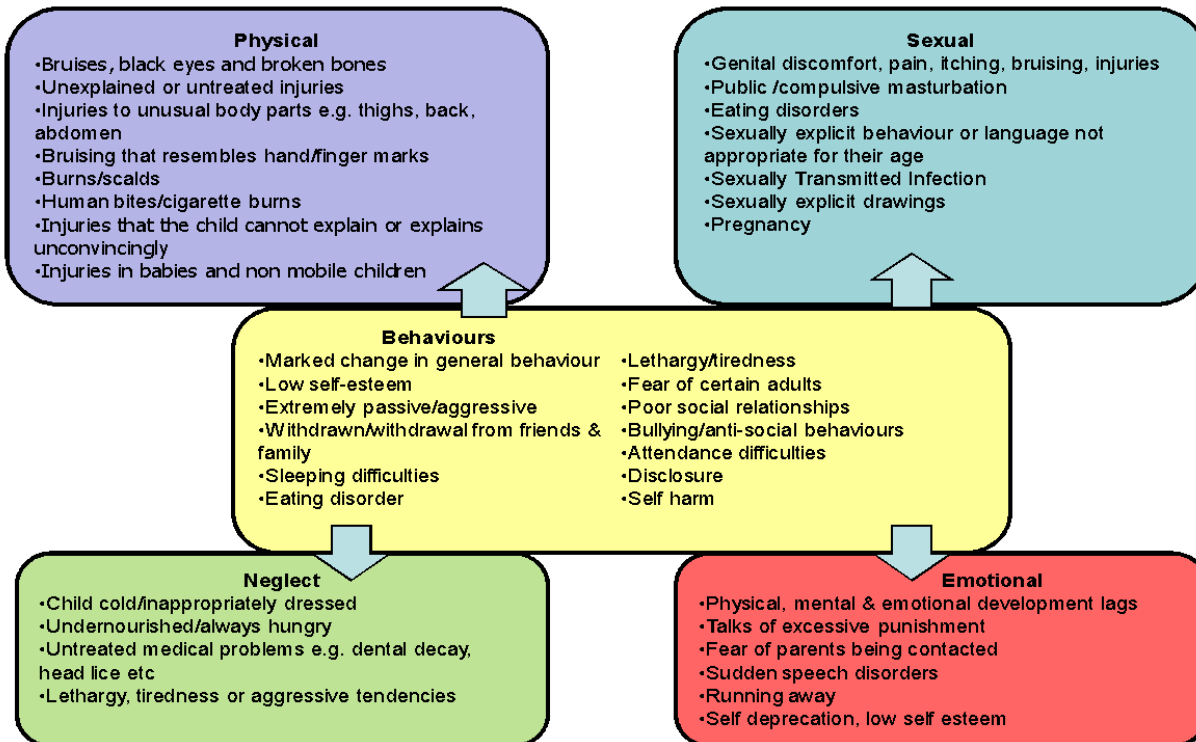 Physical
•Bruises, black eyes and broken bones
•Unexplained or untreated injuries
•Injuries to unusual body parts e.g. thighs, back,
abdomen
•Bruising that resembles hand/finger marks
•Burns/scalds
•Human bites/cigarette burns
•Injuries that the child cannot explain or explains
unconvincingly
•Injuries in babies and non mobile children
Sexual
•Genital discomfort, pain, itching, bruising, injuries
•Public /compulsive masturbation
•Eating disorders
•Sexually explicit behaviour or language not
appropriate for their age
•Sexually Transmitted Infection
•Sexually explicit drawings
•Pregnancy
Behaviours
•Marked change in general behaviour
•Low self-esteem
•Extremely passive/aggressive
•Withdrawn/withdrawal from friends &
family
•Sleeping difficulties
•Eating disorder
•Lethargy/tiredness
•Fear of certain adults
•Poor social relationships
•Bullying/anti-social behaviours
•Attendance difficulties
•Disclosure
•Self harm
Neglect
•Child cold/inappropriately dressed
•Undernourished/always hungry
•Untreated medical problems e.g. dental decay,
head lice etc
•Lethargy, tiredness or aggressive tendencies
Emotional
•Physical, mental & emotional development lags
•Talks of excessive punishment
•Fear of parents being contacted
•Sudden speech disorders
•Running away
•Self deprecation, low self esteem